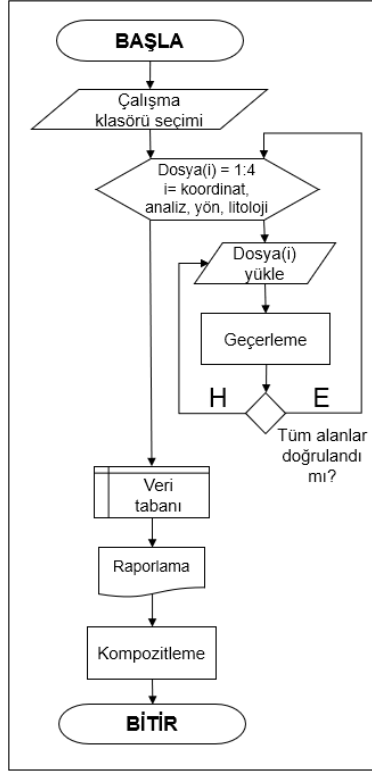 BAŞLA
Çalışma
klasörü seçimi
Dosya(i) = 1:4
i= koordinat,
analiz, yön, litoloji
Dosya(i)
yükle
Geçerleme
H
E
Tüm alanlar
doğrulandı
mı?
Veri
tabanı
Raporlama
Kompozitleme
BİTİR